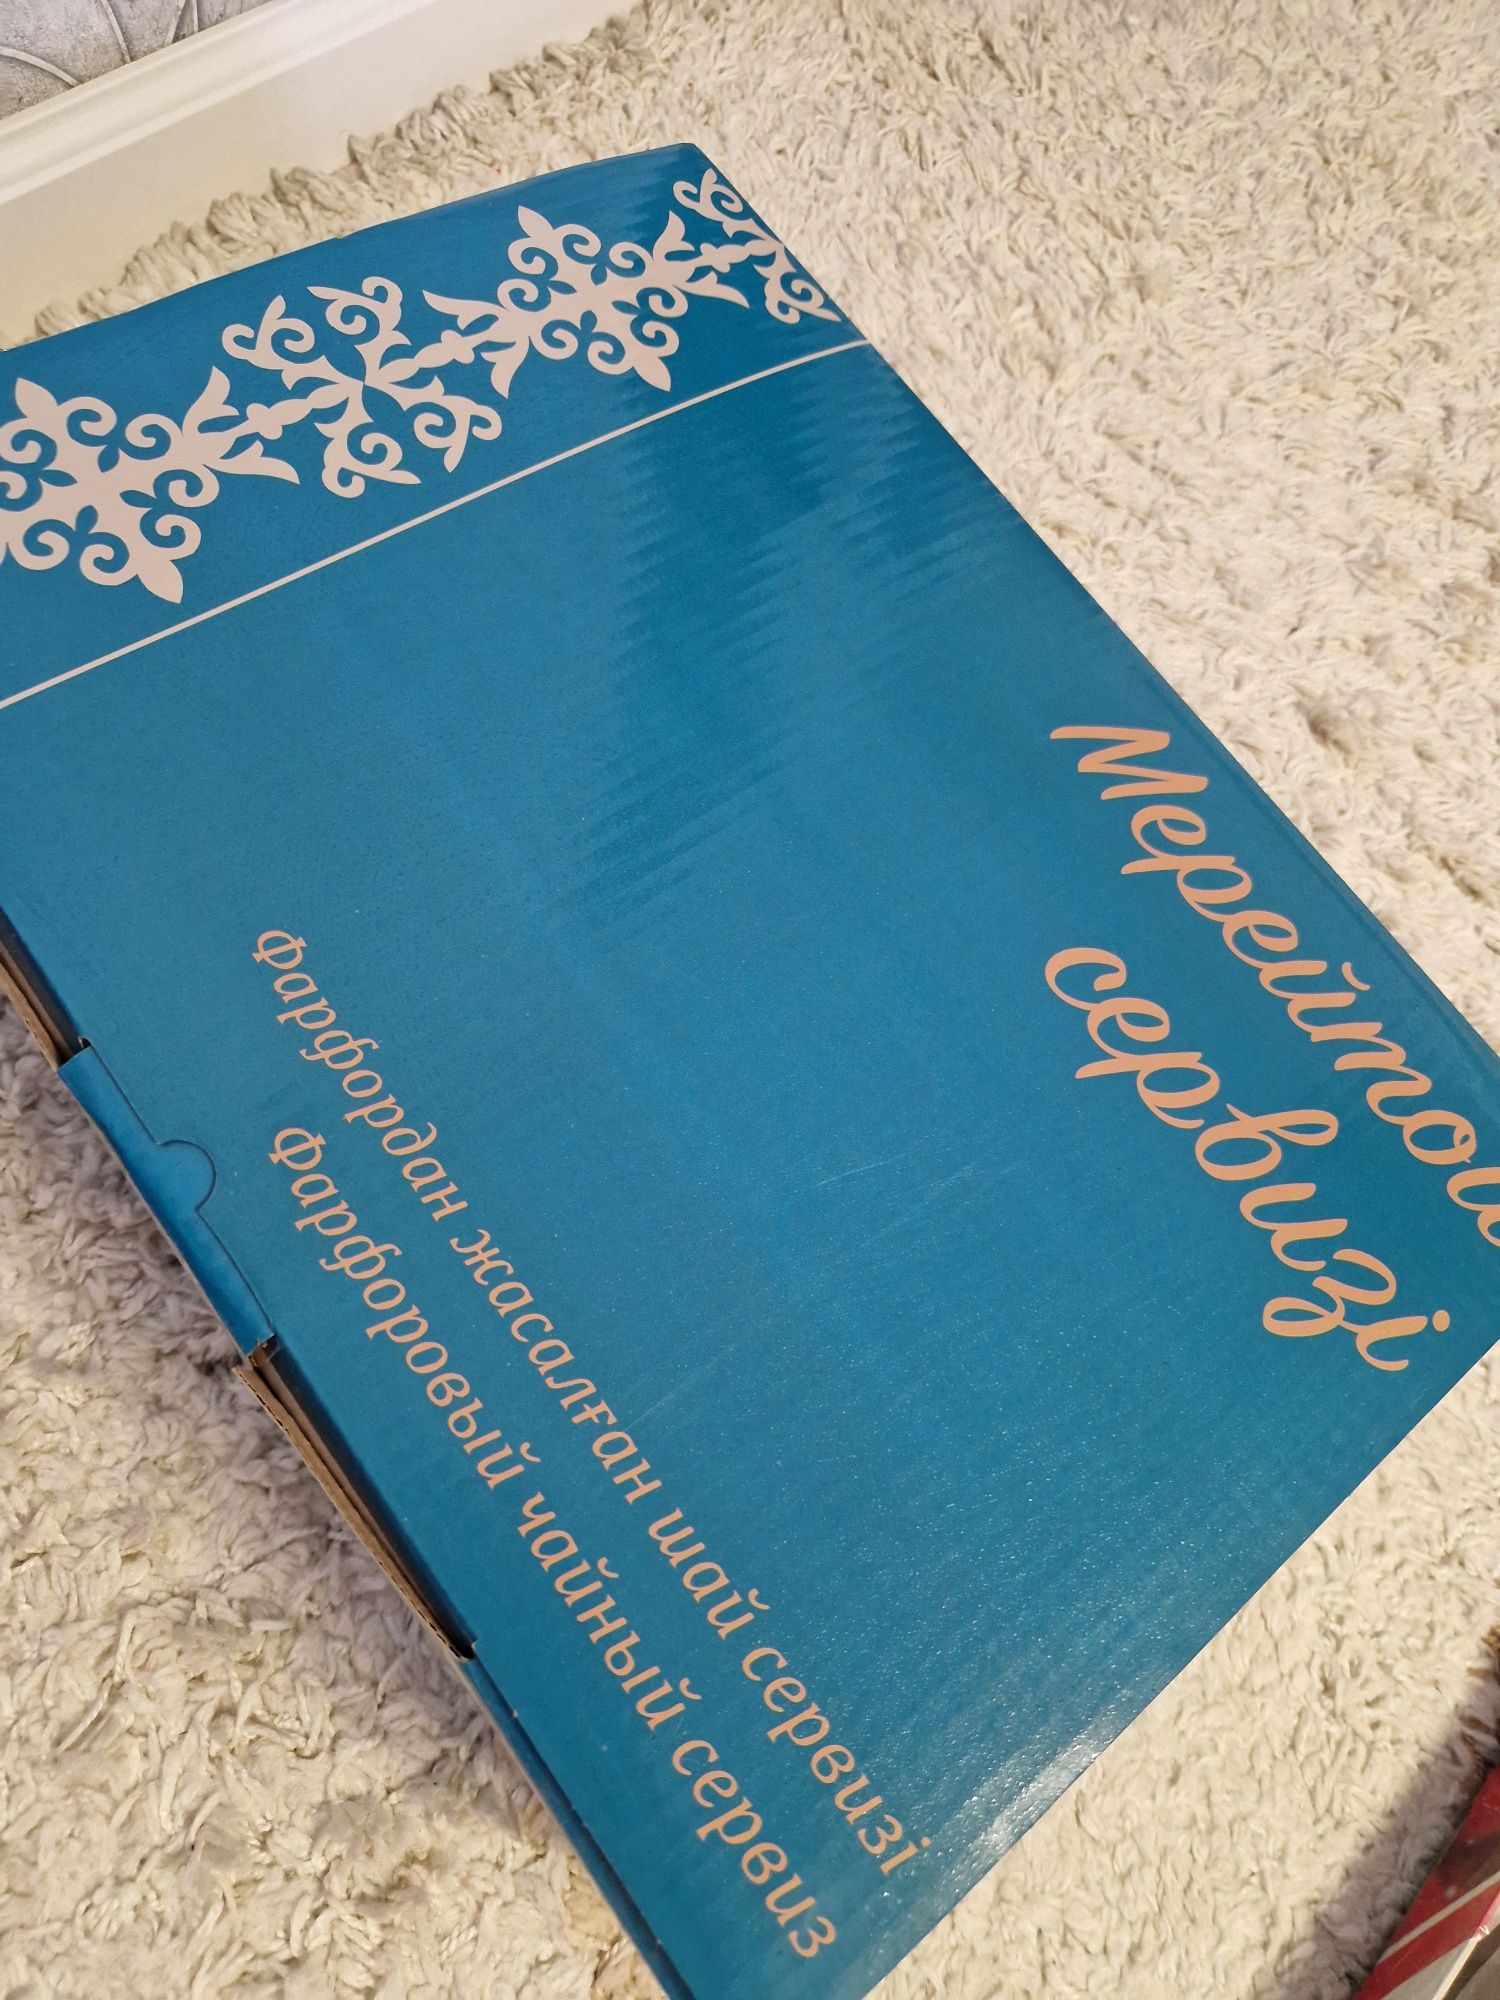 сервизі
Фарфордан жасалған шай сервизі
Фарфоровый чайный сервиз